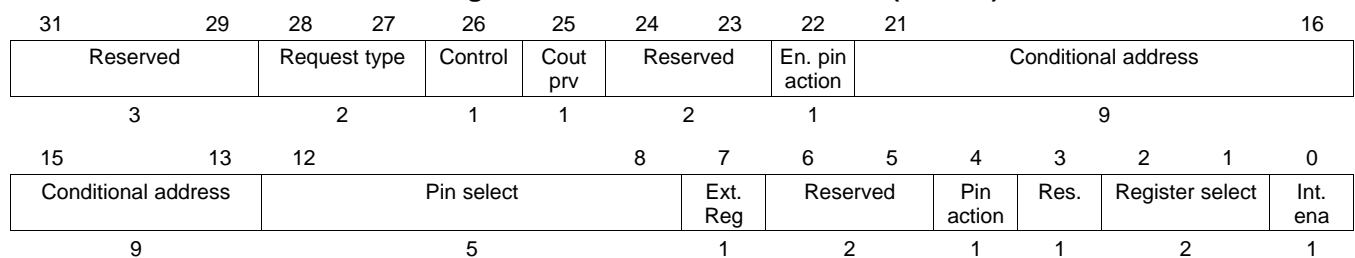 31 29 28 27 26 25 24 23 22 21 16
Reserved Request type Control Cout prv Reserved En. pin action Conditional address
3 2 1 1 2 1 9
15 13 12 8 7 6 5 4 3 2 1 0
Conditional address Pin select Ext. Reg Reserved Pin action Res. Register select Int. ena
9 5 1 2 1 1 2 1